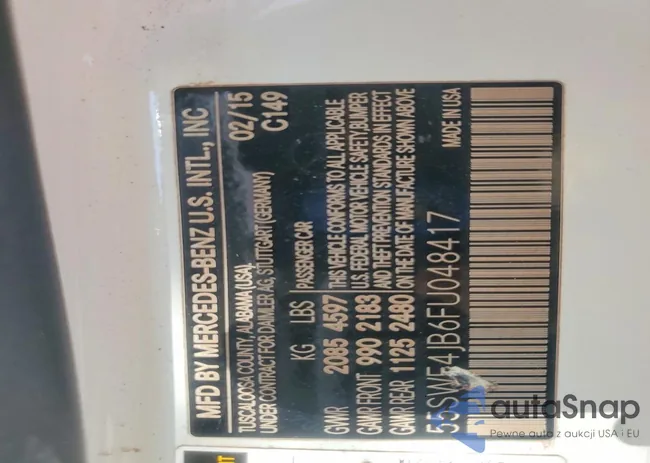 MFD BY MERCEDES-BENZ U.S. INTL., INC
TUSCALOOSA COUNTY, ALABAMA (USA), 02/15
UNDER CONTRACT FOR DAIMLER AG, STUTTGART (GERMANY) C149
KG LBS PASSENGER CAR
GVWR 2085 4597 THIS VEHICLE CONFORMS TO ALL APPLICABLE
GAWR FRONT 990 2183 U.S. FEDERAL MOTOR VEHICLE SAFETY,BUMPER
GAWR REAR 1125 2480 AND THEFT PREVENTION STANDARDS IN EFFECT
ON THE DATE OF MANUFACTURE SHOWN ABOVE
55SWF4JB6FU048417 MADE IN USA
autaSnap
Pewne auto z aukcji USA i EU